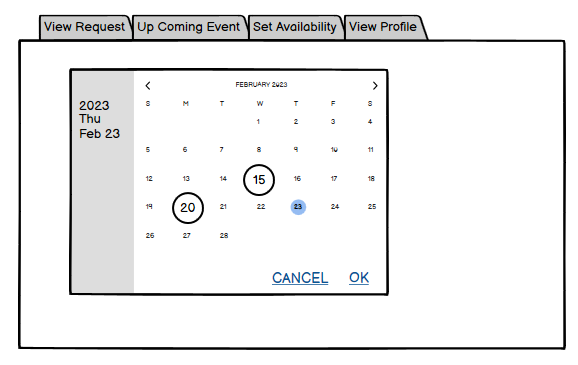 View Request Up Coming Event Set Availability View Profile
FEBRUARY 2023
2023
Thu
Feb 23
S M T W T F S
1 2 3 4
5 6 7 8 9 10 11
12 13 14 15 16 17 18
19 20 21 22 23 24 25
26 27 28
CANCEL OK